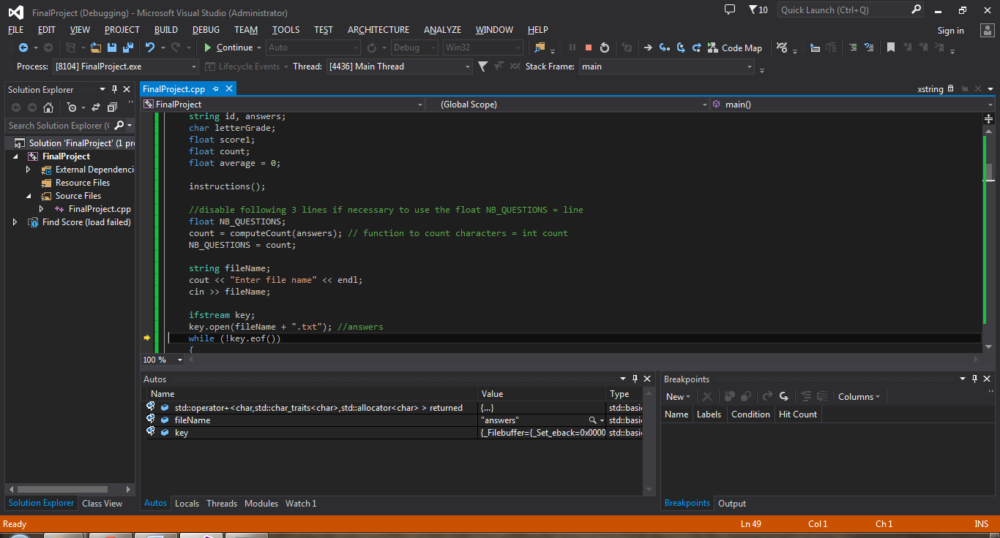 FinalProject (Debugging) - Microsoft Visual Studio (Administrator)
10
Quick Launch (Ctrl+Q)
FILE EDIT VIEW PROJECT BUILD DEBUG TEAM TOOLS TEST ARCHITECTURE ANALYZE WINDOW HELP
Sign in
Continue Auto Debug Win32 Code Map
Process: [8104] FinalProject.exe Lifecycle Events Thread: [4436] Main Thread Stack Frame: main
Solution Explorer
Search Solution Explorer (
Solution 'FinalProject' (1 pr
FinalProject
External Dependenci
Resource Files
Source Files
FinalProject.cpp
Find Score (load failed)
Solution Explorer Class View
FinalProject.cpp
xstring
FinalProject (Global Scope) main()
string id, answers;
char letterGrade;
float score1;
float count;
float average = 0;
instructions();
//disable following 3 lines if necessary to use the float NB_QUESTIONS = line
float NB_QUESTIONS;
count = computeCount(answers); // function to count characters = int count
NB_QUESTIONS = count;
string fileName;
cout << "Enter file name" << endl;
cin >> fileName;
ifstream key;
key.open(fileName + ".txt"); //answers
while (!key.eof())
{
100 %
Autos
Name Value Type
std::operator+<char,std::char_traits<char>,std::allocator<char> > returned {...} std::basic
fileName "answers" std::basic
key {_Filebuffer={_Set_eback=0x0000 std::basic
Autos Locals Threads Modules Watch 1
Breakpoints
New Columns
Name Labels Condition Hit Count
Breakpoints Output
Ready Ln 49 Col 1 Ch 1 INS